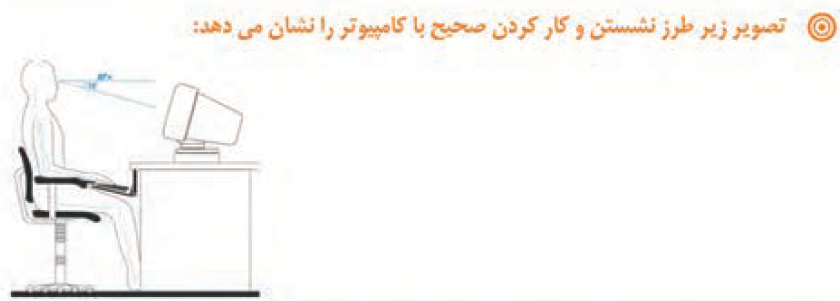 تصویر زیر طرز نشستن و کار کردن صحیح با کامپیوتر را نشان می دهد: